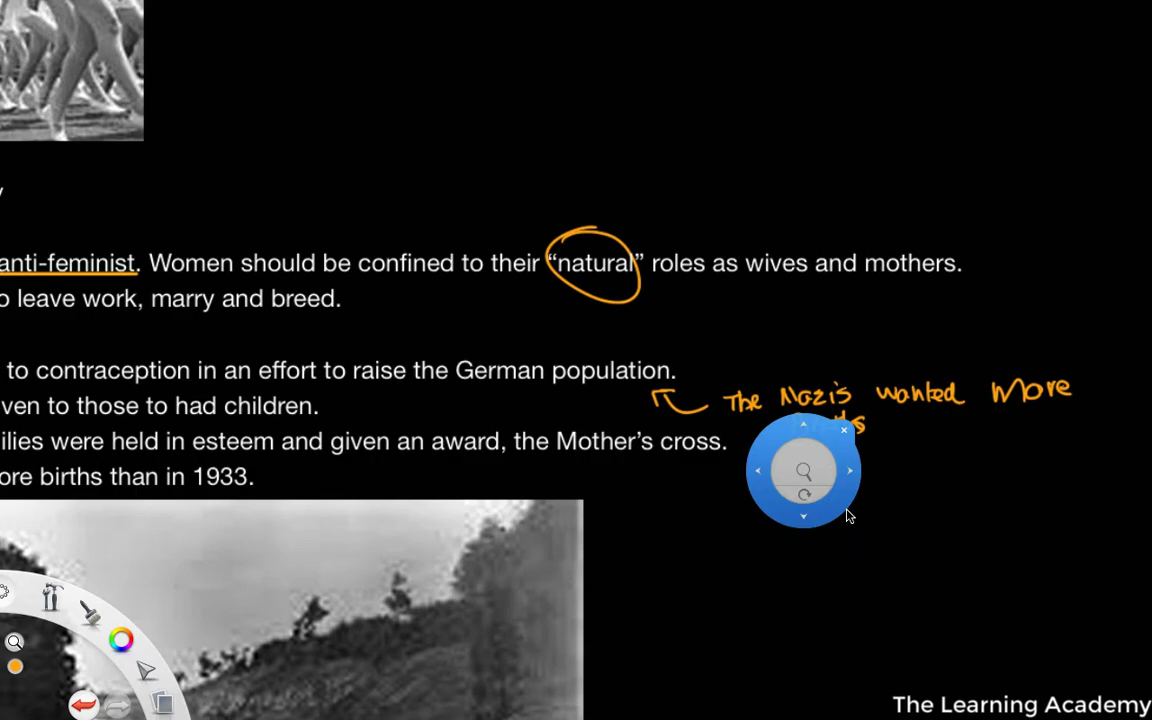 anti-feminist. Women should be confined to their “natural” roles as wives and mothers.
o leave work, marry and breed.
to contraception in an effort to raise the German population.
The Nazis wanted More
ven to those to had children.
ilies were held in esteem and given an award, the Mother’s cross.
ore births than in 1933.
The Learning Academy